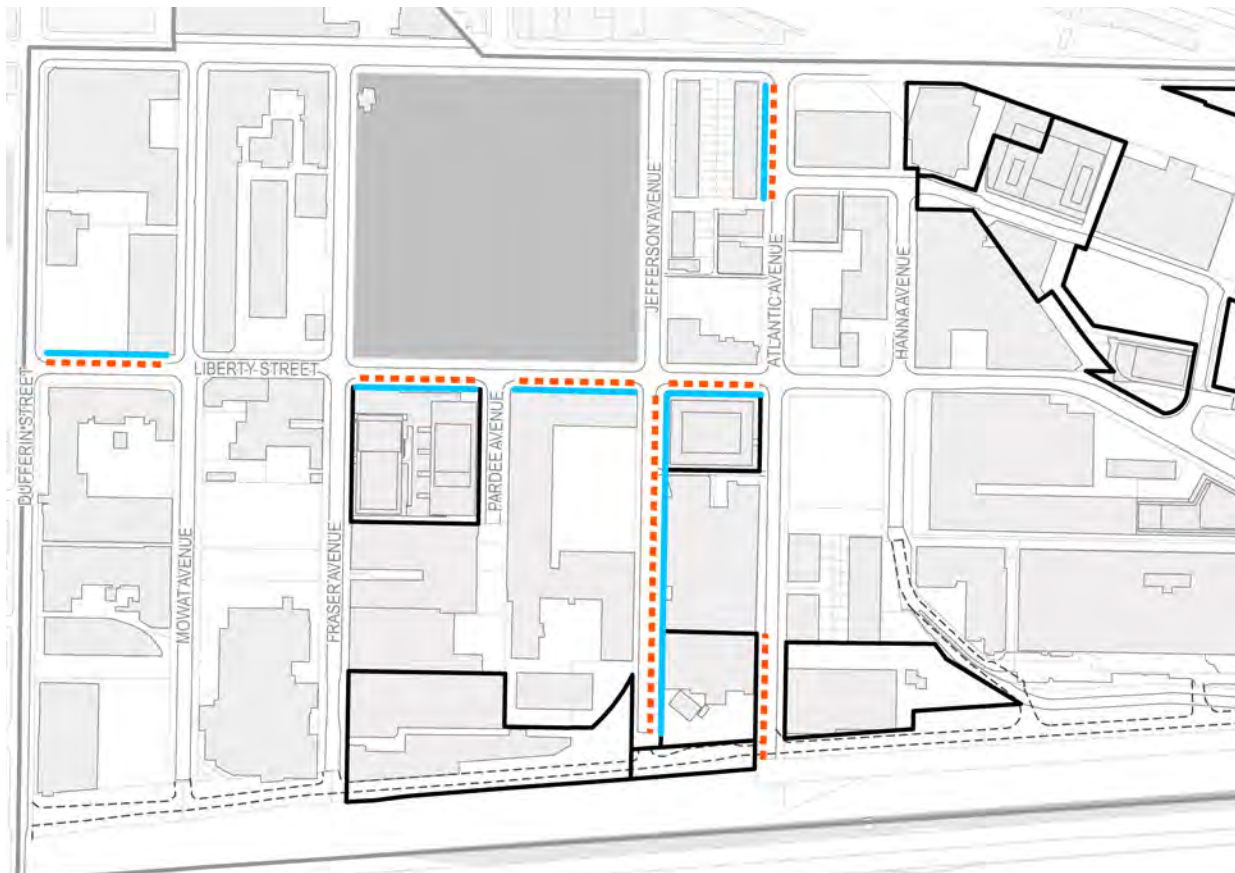 JEFFERSON AVENUE
ATLANTIC AVENUE
HANNA AVENUE
LIBERTY STREET
DUFFERIN STREET
PARDEE AVENUE
MOWAT AVENUE
FRASER AVENUE